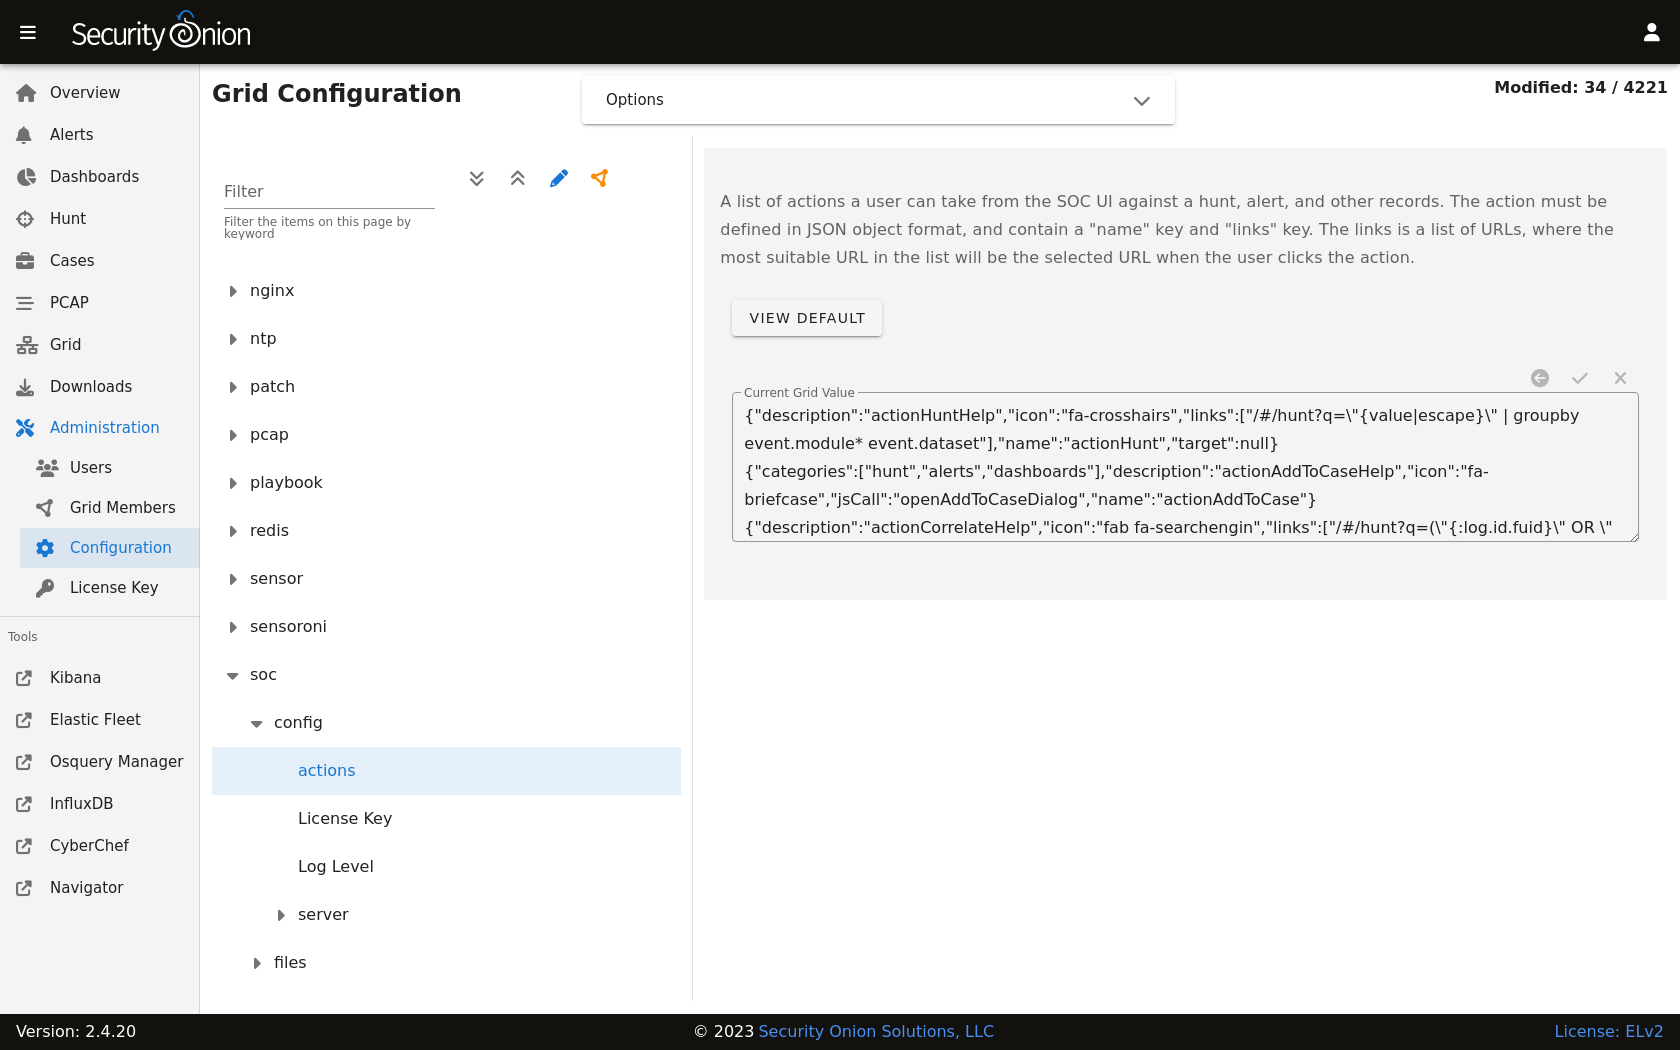 Security Onion
Overview
Alerts
Dashboards
Hunt
Cases
PCAP
Grid
Downloads
Administration
Users
Grid Members
Configuration
License Key
Tools
Kibana
Elastic Fleet
Osquery Manager
InfluxDB
CyberChef
Navigator
Grid Configuration
Options
Modified: 34 / 4221
Filter
Filter the items on this page by
keyword
nginx
ntp
patch
pcap
playbook
redis
sensor
sensoroni
soc
config
actions
License Key
Log Level
server
files
A list of actions a user can take from the SOC UI against a hunt, alert, and other records. The action must be
defined in JSON object format, and contain a "name" key and "links" key. The links is a list of URLs, where the
most suitable URL in the list will be the selected URL when the user clicks the action.
VIEW DEFAULT
Current Grid Value
{"description":"actionHuntHelp","icon":"fa-crosshairs","links":["/#/hunt?q=\"{value|escape}\" | groupby
event.module* event.dataset"],"name":"actionHunt","target":null}
{"categories":["hunt","alerts","dashboards"],"description":"actionAddToCaseHelp","icon":"fa-
briefcase","jsCall":"openAddToCaseDialog","name":"actionAddToCase"}
{"description":"actionCorrelateHelp","icon":"fab fa-searchengin","links":["/#/hunt?q=(\"{:log.id.fuid}\" OR \"
Version: 2.4.20
© 2023 Security Onion Solutions, LLC
License: ELv2